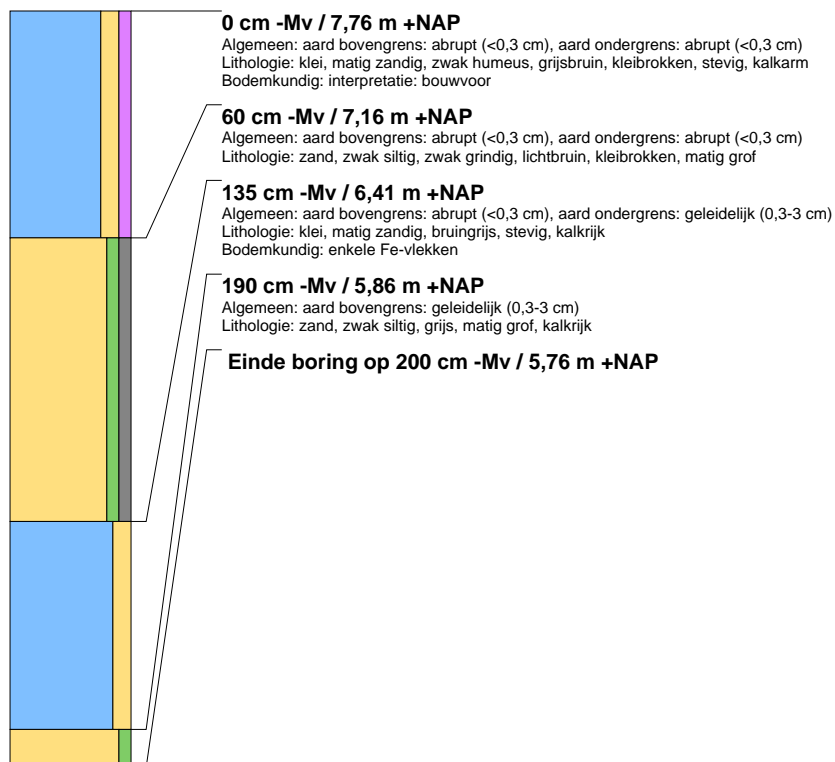 0 cm -Mv / 7,76 m +NAP
Algemeen: aard bovengrens: abrupt (<0,3 cm), aard ondergrens: abrupt (<0,3 cm)
Lithologie: klei, matig zandig, zwak humeus, grijsbruin, kleibrokken, stevig, kalkarm
Bodemkundig: interpretatie: bouwvoor
60 cm -Mv / 7,16 m +NAP
Algemeen: aard bovengrens: abrupt (<0,3 cm), aard ondergrens: abrupt (<0,3 cm)
Lithologie: zand, zwak siltig, zwak grindig, lichtbruin, kleibrokken, matig grof
135 cm -Mv / 6,41 m +NAP
Algemeen: aard bovengrens: abrupt (<0,3 cm), aard ondergrens: geleidelijk (0,3-3 cm)
Lithologie: klei, matig zandig, bruingrijs, stevig, kalkrijk
Bodemkundig: enkele Fe-vlekken
190 cm -Mv / 5,86 m +NAP
Algemeen: aard bovengrens: geleidelijk (0,3-3 cm)
Lithologie: zand, zwak siltig, grijs, matig grof, kalkrijk
Einde boring op 200 cm -Mv / 5,76 m +NAP